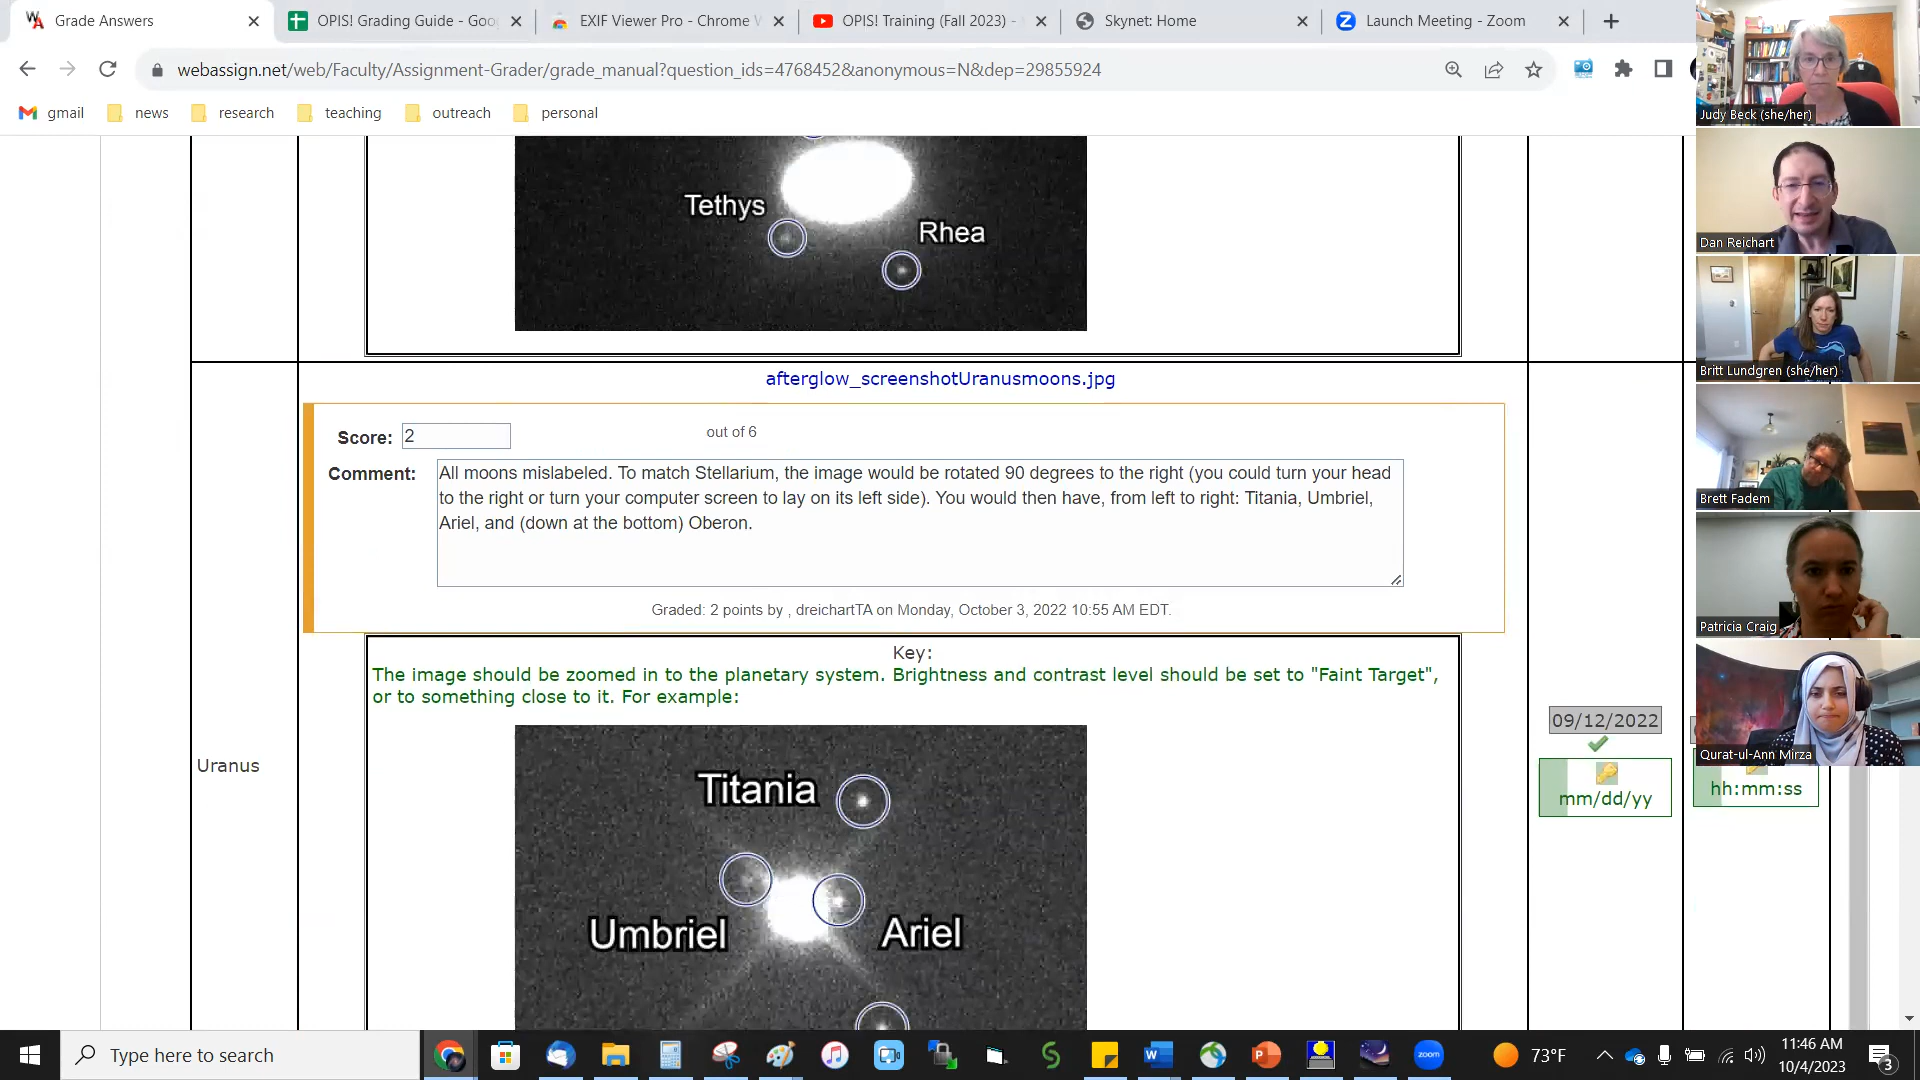 Grade Answers
OPIS! Grading Guide - Goo
EXIF Viewer Pro - Chrome W
OPIS! Training (Fall 2023) -
Skynet: Home
Launch Meeting - Zoom
webassign.net/web/Faculty/Assignment-Grader/grade_manual?question_ids=4768452&anonymous=N&dep=29855924
gmail
news
research
teaching
outreach
personal
Judy Beck (she/her)
Dan Reichart
Britt Lundgren (she/her)
Brett Fadem
Patricia Craig
Qurat-ul-Ann Mirza
Tethys
Rhea
afterglow_screenshotUranusmoons.jpg
Score: 2 out of 6
Comment: All moons mislabeled. To match Stellarium, the image would be rotated 90 degrees to the right (you could turn your head
to the right or turn your computer screen to lay on its left side). You would then have, from left to right: Titania, Umbriel,
Ariel, and (down at the bottom) Oberon.
Graded: 2 points by , dreichartTA on Monday, October 3, 2022 10:55 AM EDT.
Key:
The image should be zoomed in to the planetary system. Brightness and contrast level should be set to "Faint Target",
or to something close to it. For example:
Uranus
Titania
Umbriel
Ariel
09/12/2022
mm/dd/yy
hh:mm:ss
Type here to search
zoom
73°F
11:46 AM
10/4/2023
3